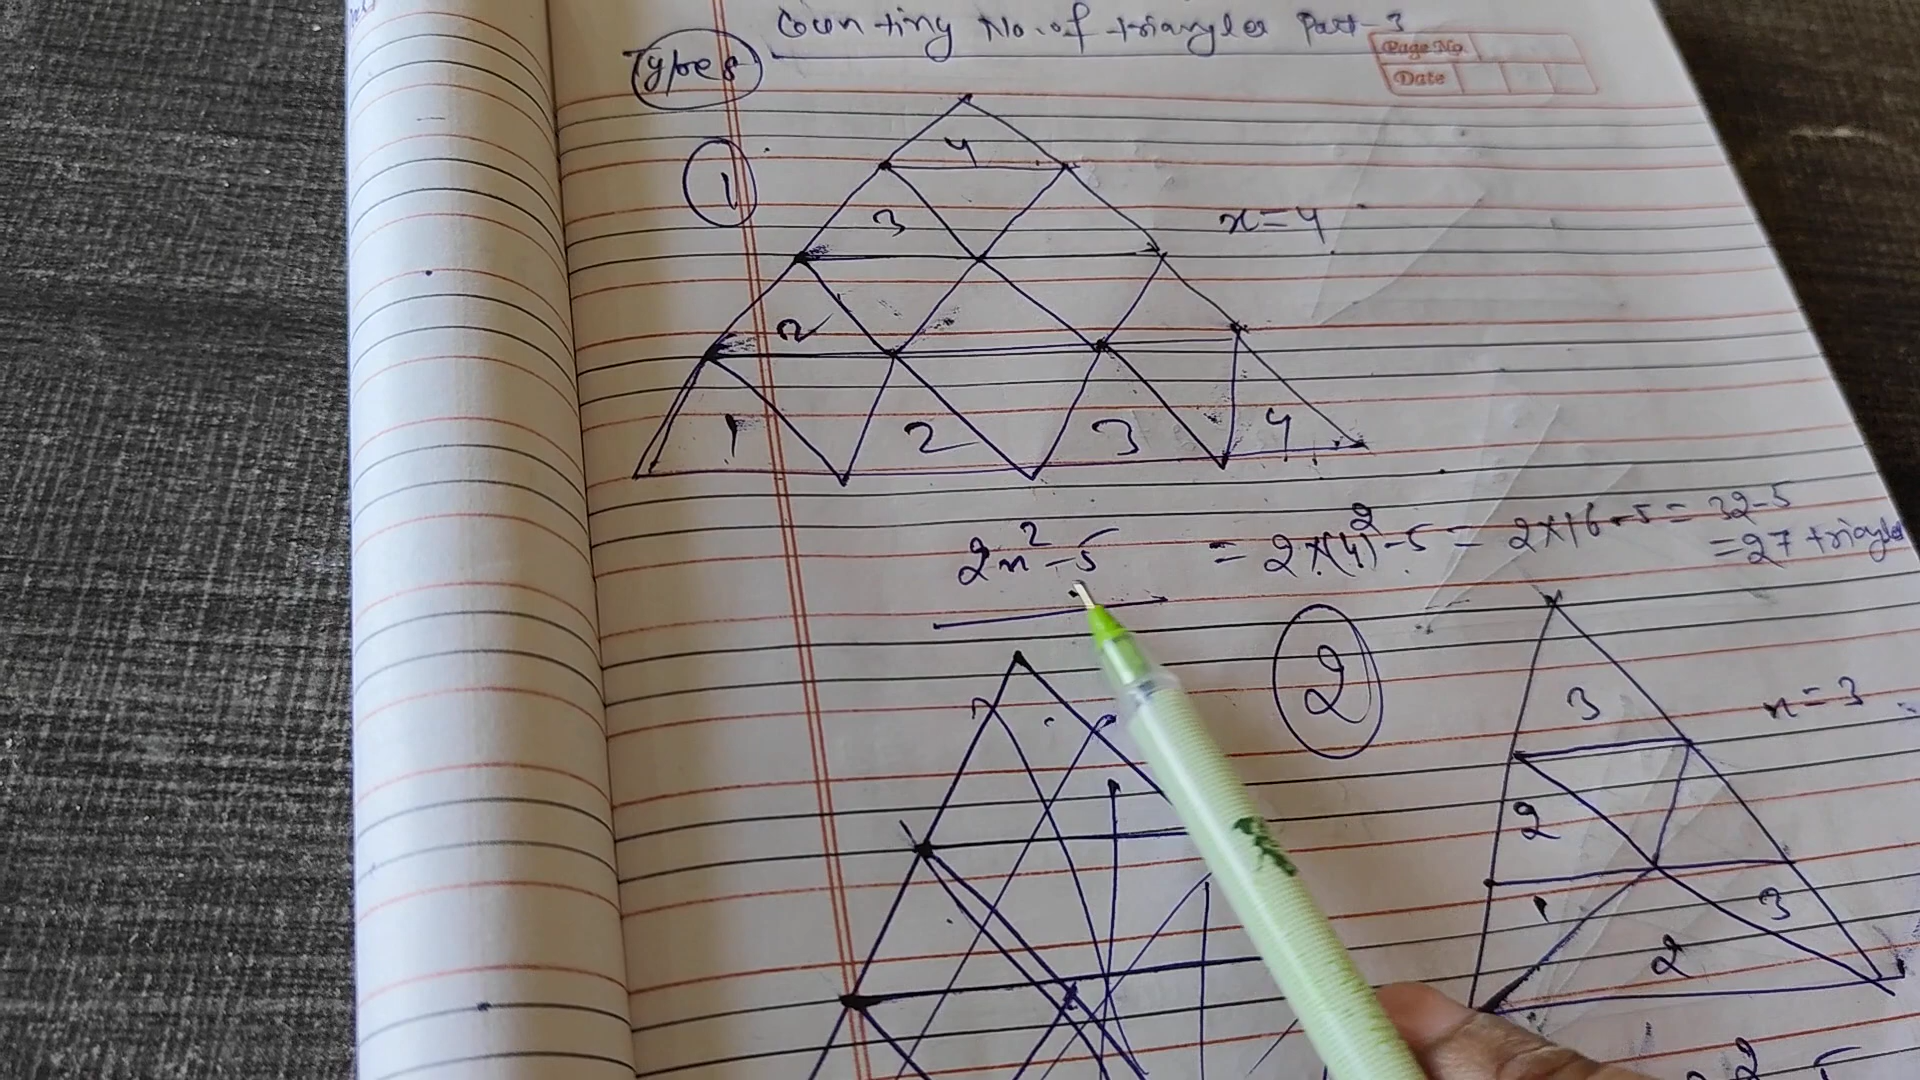 Counting No. of triangles Part-3
Types
Page No.
Date
1
4
3
x=4
2
1 2 3 4
2n²-5 = 2×(4)²-5 = 2×16-5 = 32-5
=27 triangles
2
3
n=3
2
1
3
2